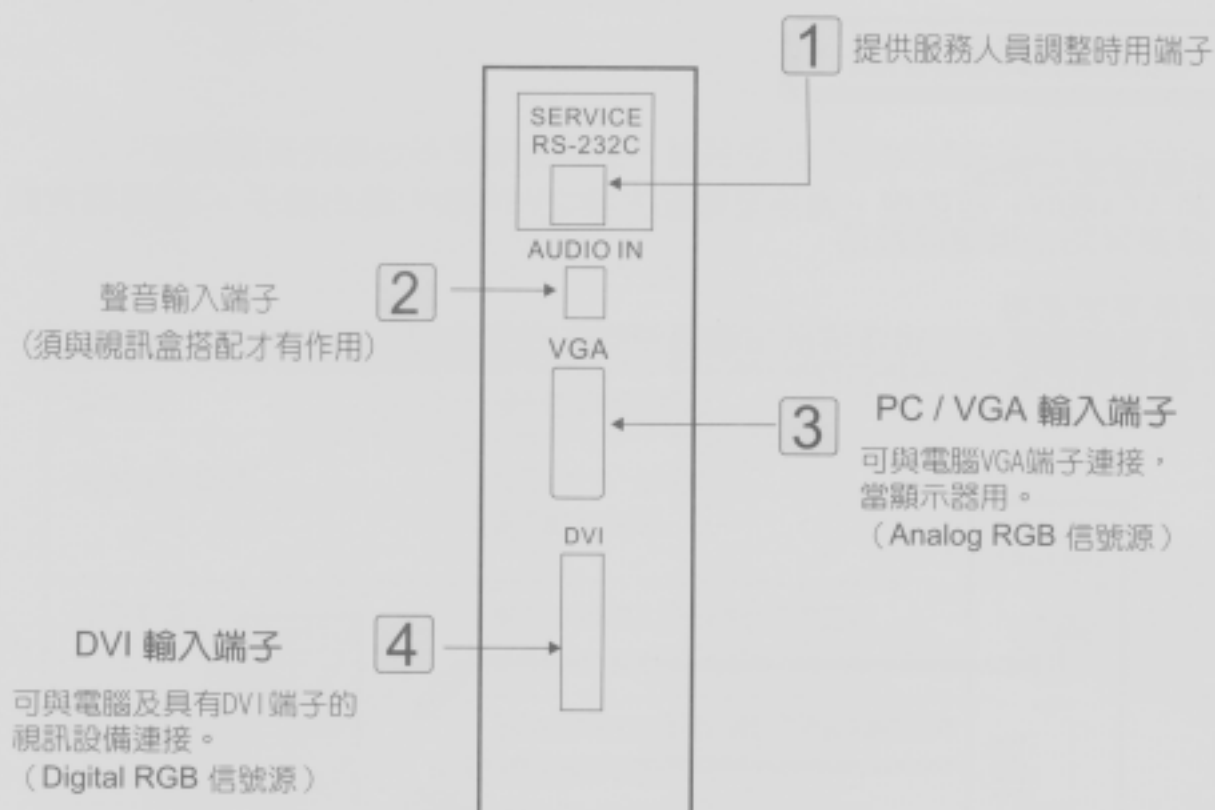 1 提供服務人員調整時用端子
SERVICE
RS-232C
AUDIO IN
2 聲音輸入端子
(須與視訊盒搭配才有作用)
VGA
3 PC / VGA 輸入端子
可與電腦VGA端子連接，
當顯示器用。
（Analog RGB 信號源）
DVI
4 DVI 輸入端子
可與電腦及具有DVI端子的
視訊設備連接。
（Digital RGB 信號源）